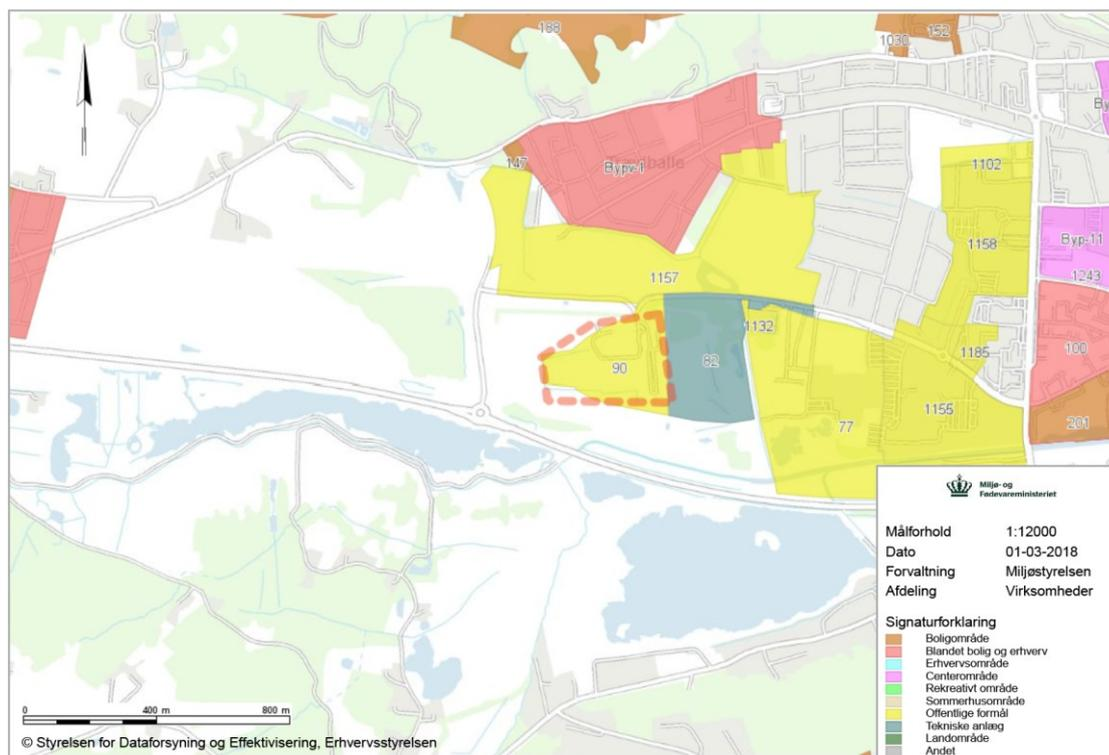 188
1030
152
By
147
Bypv-1
1102
1158
Byp-11
1243
1157
1132
1185
100
90
82
77
1155
201
Miljø- og
Fødevareministeriet
Målforhold 1:12000
Dato 01-03-2018
Forvaltning Miljøstyrelsen
Afdeling Virksomheder
Signaturforklaring
Boligområde
Blandet bolig og erhverv
Erhvervsområde
Centerområde
Rekreativt område
Sommerhusområde
Offentlige formål
Tekniske anlæg
Landområde
Andet
0 400 m 800 m
© Styrelsen for Dataforsyning og Effektivisering, Erhvervsstyrelsen